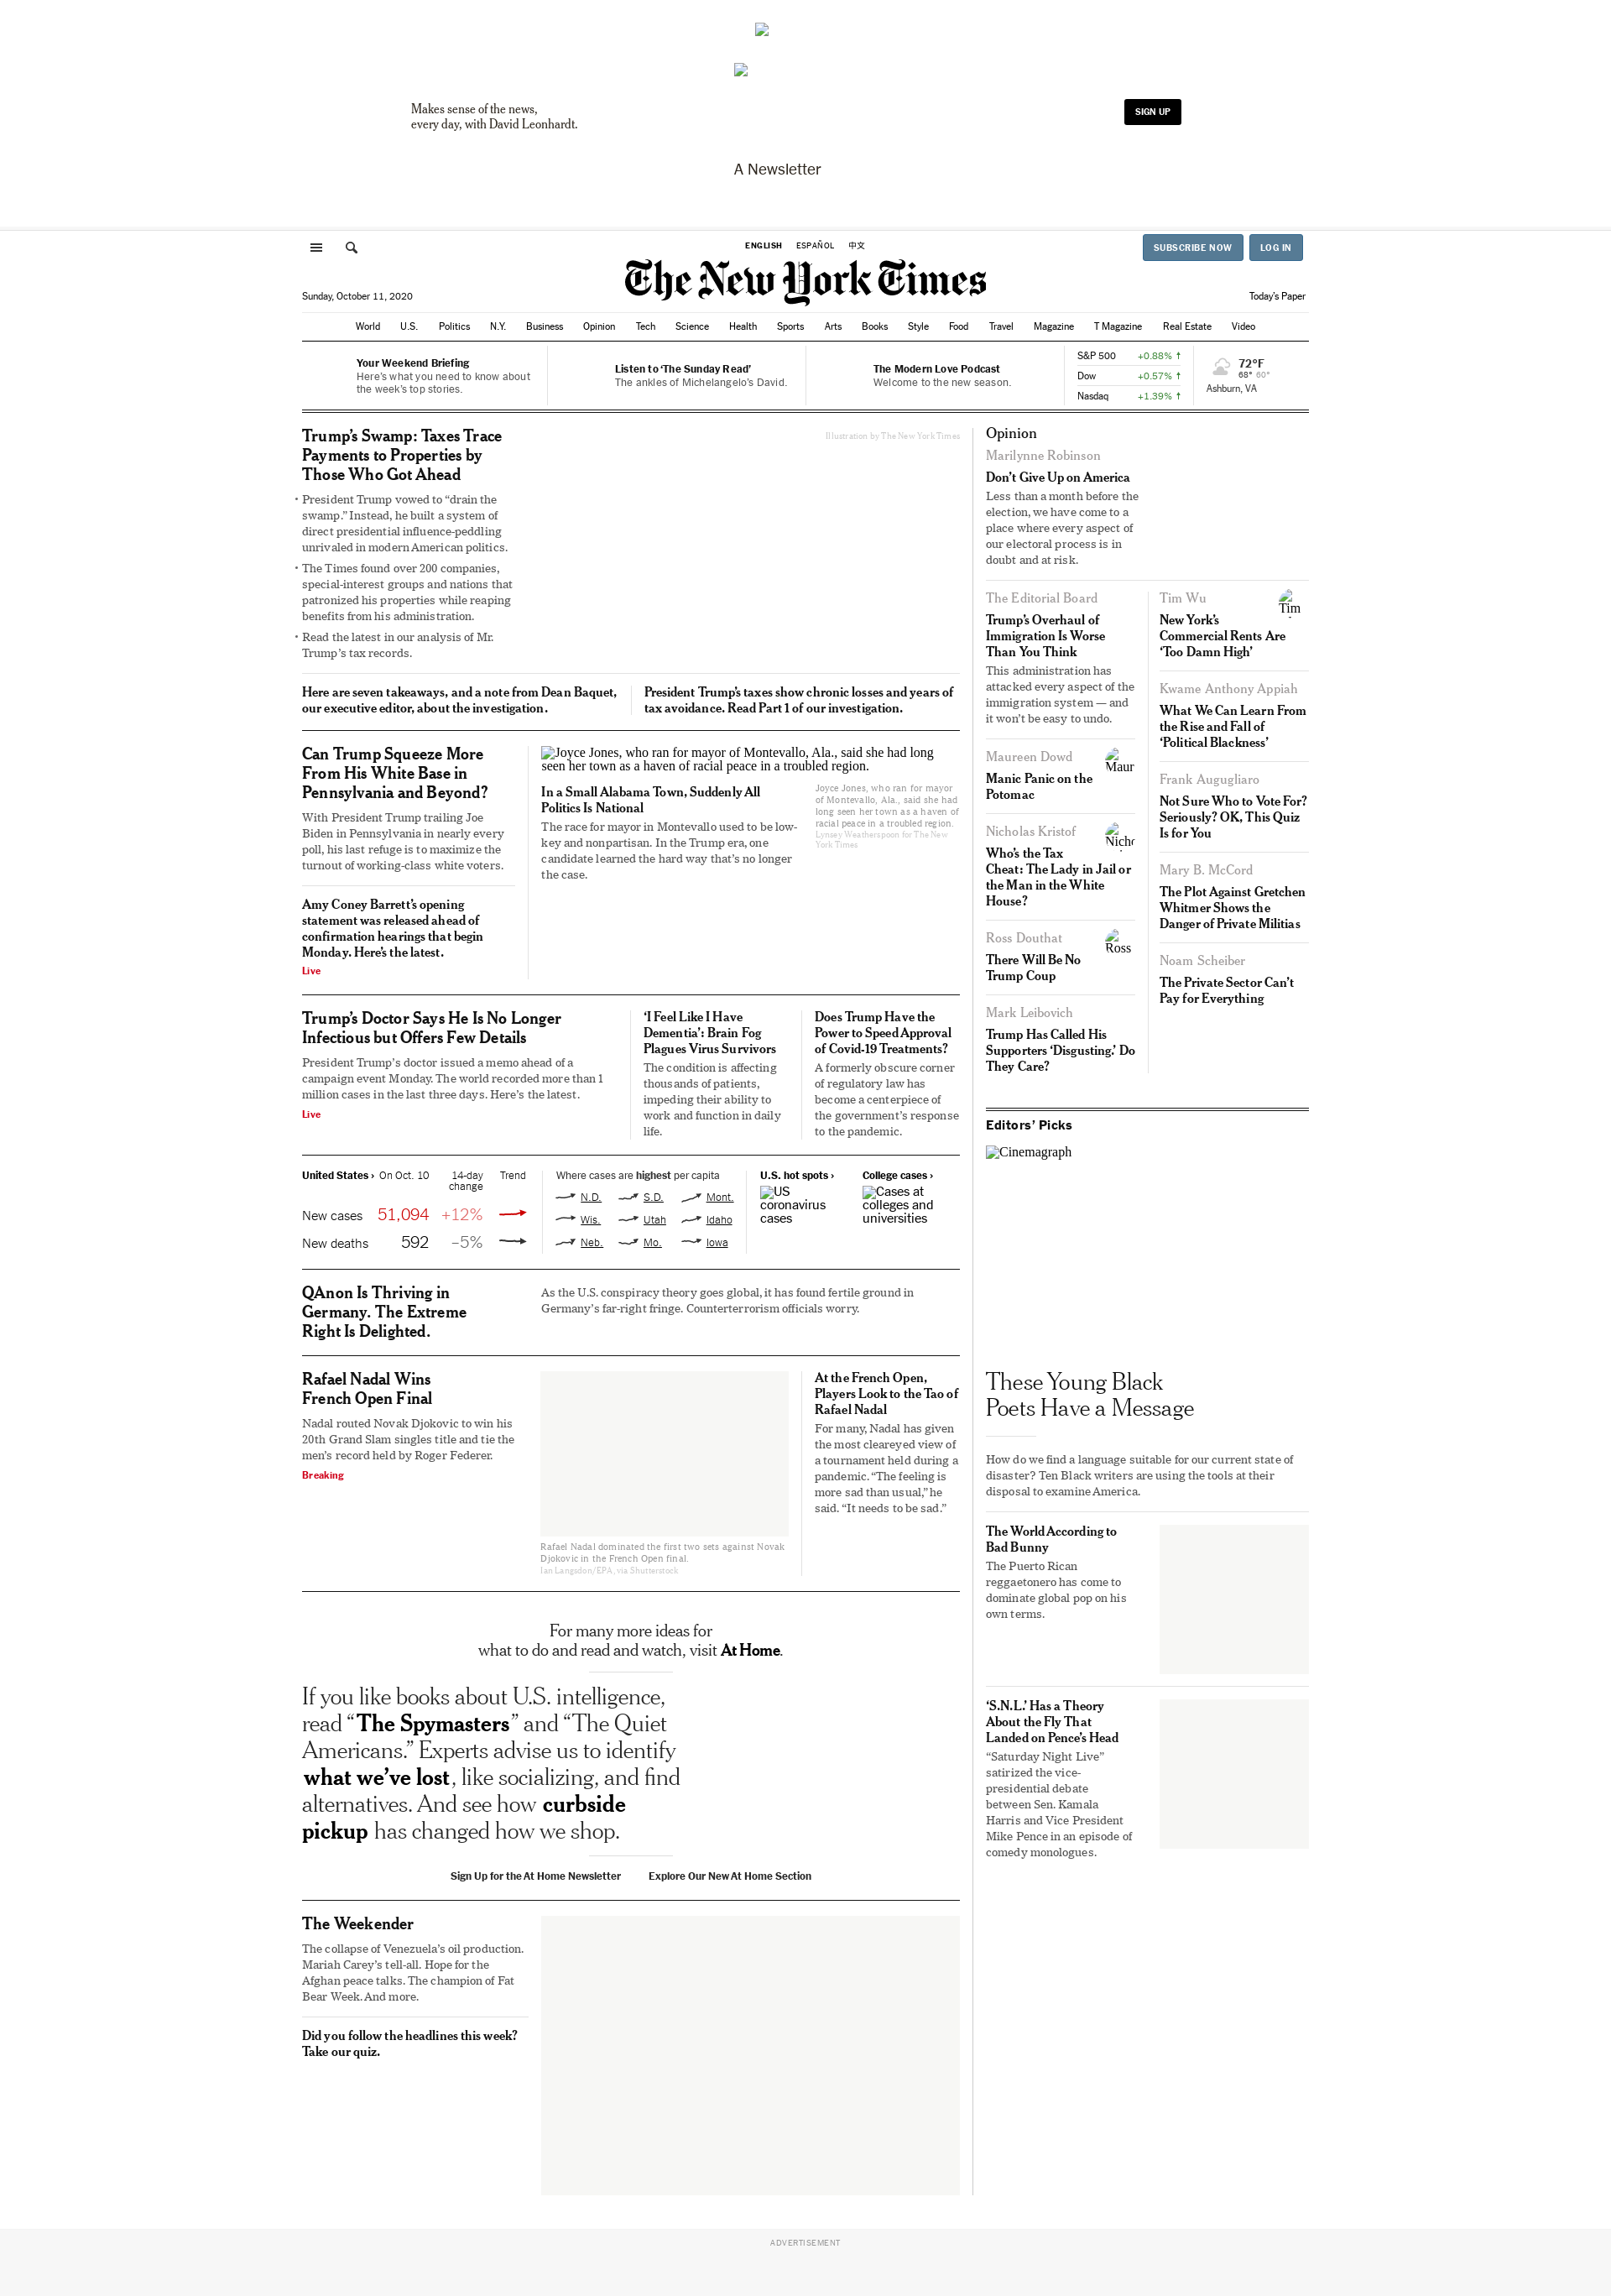 Makes sense of the news,
every day, with David Leonhardt.
SIGN UP
A Newsletter
ENGLISH ESPAÑOL 中文
SUBSCRIBE NOW LOG IN
The New York Times
Sunday, October 11, 2020
Today's Paper
World U.S. Politics N.Y. Business Opinion Tech Science Health Sports Arts Books Style Food Travel Magazine T Magazine Real Estate Video
Your Weekend Briefing
Here's what you need to know about
the week's top stories.
Listen to 'The Sunday Read'
The ankles of Michelangelo's David.
The Modern Love Podcast
Welcome to the new season.
S&P 500 +0.88% ↑
Dow +0.57% ↑
Nasdaq +1.39% ↑
72°F
68° 60°
Ashburn, VA
Trump's Swamp: Taxes Trace
Payments to Properties by
Those Who Got Ahead
• President Trump vowed to “drain the
swamp.” Instead, he built a system of
direct presidential influence-peddling
unrivaled in modern American politics.
• The Times found over 200 companies,
special-interest groups and nations that
patronized his properties while reaping
benefits from his administration.
• Read the latest in our analysis of Mr.
Trump's tax records.
Illustration by The New York Times
Here are seven takeaways, and a note from Dean Baquet,
our executive editor, about the investigation.
President Trump's taxes show chronic losses and years of
tax avoidance. Read Part 1 of our investigation.
Can Trump Squeeze More
From His White Base in
Pennsylvania and Beyond?
With President Trump trailing Joe
Biden in Pennsylvania in nearly every
poll, his last refuge is to maximize the
turnout of working-class white voters.
Amy Coney Barrett's opening
statement was released ahead of
confirmation hearings that begin
Monday. Here's the latest.
Live
Joyce Jones, who ran for mayor of Montevallo, Ala., said she had long
seen her town as a haven of racial peace in a troubled region.
In a Small Alabama Town, Suddenly All
Politics Is National
The race for mayor in Montevallo used to be low-
key and nonpartisan. In the Trump era, one
candidate learned the hard way that's no longer
the case.
Joyce Jones, who ran for mayor
of Montevallo, Ala., said she had
long seen her town as a haven of
racial peace in a troubled region.
Lynsey Weatherspoon for The New
York Times
Trump's Doctor Says He Is No Longer
Infectious but Offers Few Details
President Trump's doctor issued a memo ahead of a
campaign event Monday. The world recorded more than 1
million cases in the last three days. Here's the latest.
Live
‘I Feel Like I Have
Dementia’: Brain Fog
Plagues Virus Survivors
The condition is affecting
thousands of patients,
impeding their ability to
work and function in daily
life.
Does Trump Have the
Power to Speed Approval
of Covid-19 Treatments?
A formerly obscure corner
of regulatory law has
become a centerpiece of
the government's response
to the pandemic.
United States › On Oct. 10 14-day
change Trend
New cases 51,094 +12%
New deaths 592 –5%
Where cases are highest per capita
N.D. S.D. Mont.
Wis. Utah Idaho
Neb. Mo. Iowa
U.S. hot spots ›
US
coronavirus
cases
College cases ›
Cases at
colleges and
universities
QAnon Is Thriving in
Germany. The Extreme
Right Is Delighted.
As the U.S. conspiracy theory goes global, it has found fertile ground in
Germany's far-right fringe. Counterterrorism officials worry.
Rafael Nadal Wins
French Open Final
Nadal routed Novak Djokovic to win his
20th Grand Slam singles title and tie the
men's record held by Roger Federer.
Breaking
Rafael Nadal dominated the first two sets against Novak
Djokovic in the French Open final.
Ian Langsdon/EPA, via Shutterstock
At the French Open,
Players Look to the Tao of
Rafael Nadal
For many, Nadal has given
the most cleareyed view of
a tournament held during a
pandemic. “The feeling is
more sad than usual,” he
said. “It needs to be sad.”
For many more ideas for
what to do and read and watch, visit At Home.
If you like books about U.S. intelligence,
read “The Spymasters” and “The Quiet
Americans.” Experts advise us to identify
what we've lost, like socializing, and find
alternatives. And see how curbside
pickup has changed how we shop.
Sign Up for the At Home Newsletter Explore Our New At Home Section
The Weekender
The collapse of Venezuela's oil production.
Mariah Carey's tell-all. Hope for the
Afghan peace talks. The champion of Fat
Bear Week. And more.
Did you follow the headlines this week?
Take our quiz.
Opinion
Marilynne Robinson
Don't Give Up on America
Less than a month before the
election, we have come to a
place where every aspect of
our electoral process is in
doubt and at risk.
The Editorial Board
Trump's Overhaul of
Immigration Is Worse
Than You Think
This administration has
attacked every aspect of the
immigration system — and
it won't be easy to undo.
Maureen Dowd
Maur
Manic Panic on the
Potomac
Nicholas Kristof
Nicho
Who's the Tax
Cheat: The Lady in Jail or
the Man in the White
House?
Ross Douthat
Ross
There Will Be No
Trump Coup
Mark Leibovich
Trump Has Called His
Supporters ‘Disgusting.’ Do
They Care?
Tim Wu
Tim
New York's
Commercial Rents Are
‘Too Damn High’
Kwame Anthony Appiah
What We Can Learn From
the Rise and Fall of
‘Political Blackness’
Frank Augugliaro
Not Sure Who to Vote For?
Seriously? OK, This Quiz
Is for You
Mary B. McCord
The Plot Against Gretchen
Whitmer Shows the
Danger of Private Militias
Noam Scheiber
The Private Sector Can't
Pay for Everything
Editors' Picks
Cinemagraph
These Young Black
Poets Have a Message
How do we find a language suitable for our current state of
disaster? Ten Black writers are using the tools at their
disposal to examine America.
The World According to
Bad Bunny
The Puerto Rican
reggaetonero has come to
dominate global pop on his
own terms.
‘S.N.L.’ Has a Theory
About the Fly That
Landed on Pence's Head
“Saturday Night Live”
satirized the vice-
presidential debate
between Sen. Kamala
Harris and Vice President
Mike Pence in an episode of
comedy monologues.
ADVERTISEMENT